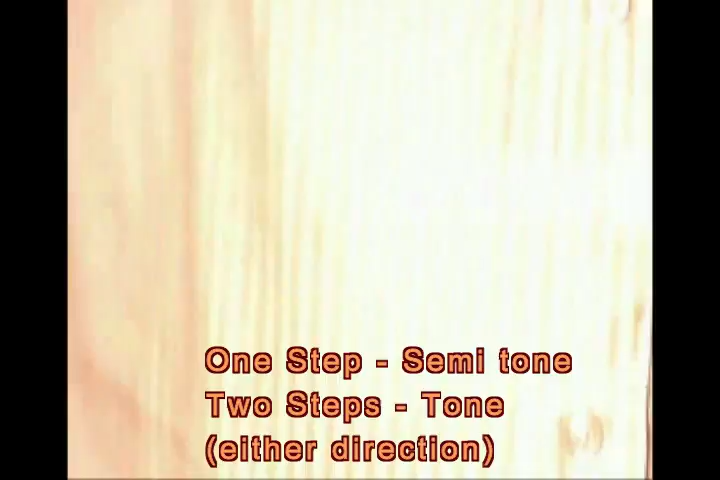 One Step - Semi tone
Two Steps - Tone
(either direction)